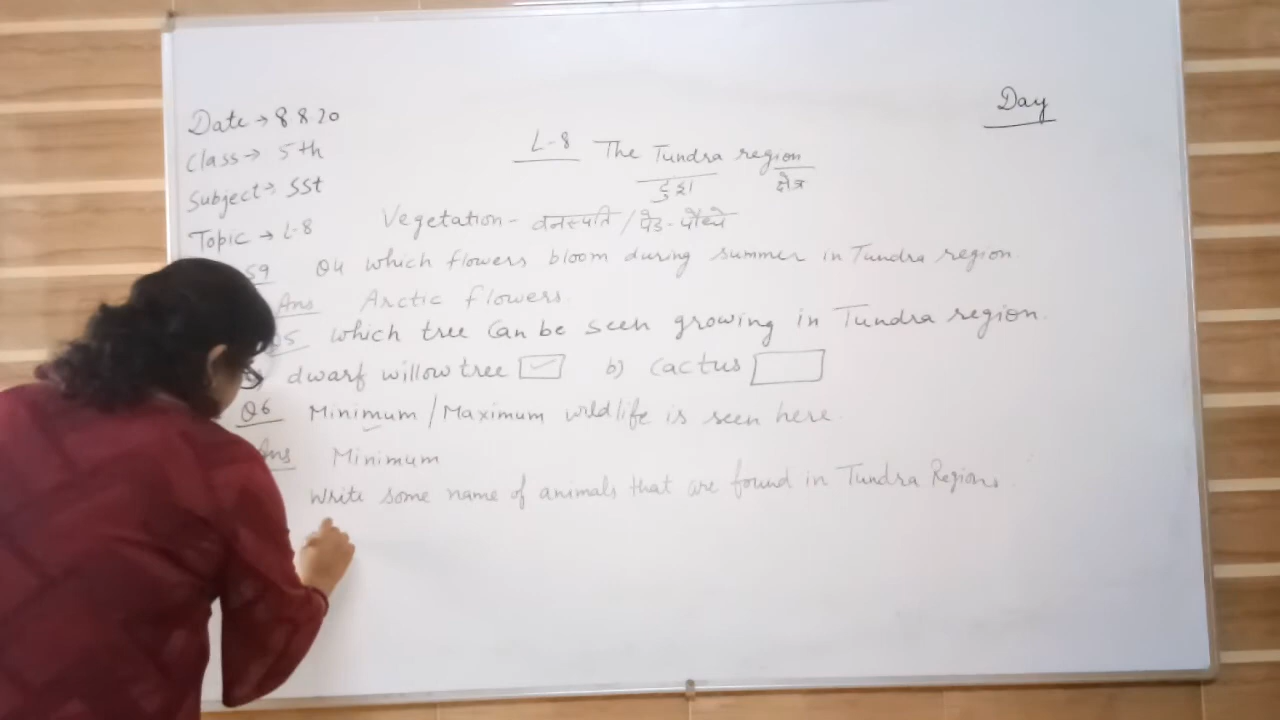 Day
Date → 8 8 20
L-8 The Tundra region
Class → 5th
टुंड्रा क्षेत्र
Subject → SSt
Vegetation - वनस्पति / पेड़-पौधे
Topic → L-8
59 Q4 which flowers bloom during summer in Tundra region
Ans Arctic flowers.
Q5 which tree Can be seen growing in Tundra region.
dwarf willow tree ✓ b) Cactus
Q6 Minimum / Maximum wildlife is seen here.
Ans Minimum
write some name of animals that are found in Tundra Regions.